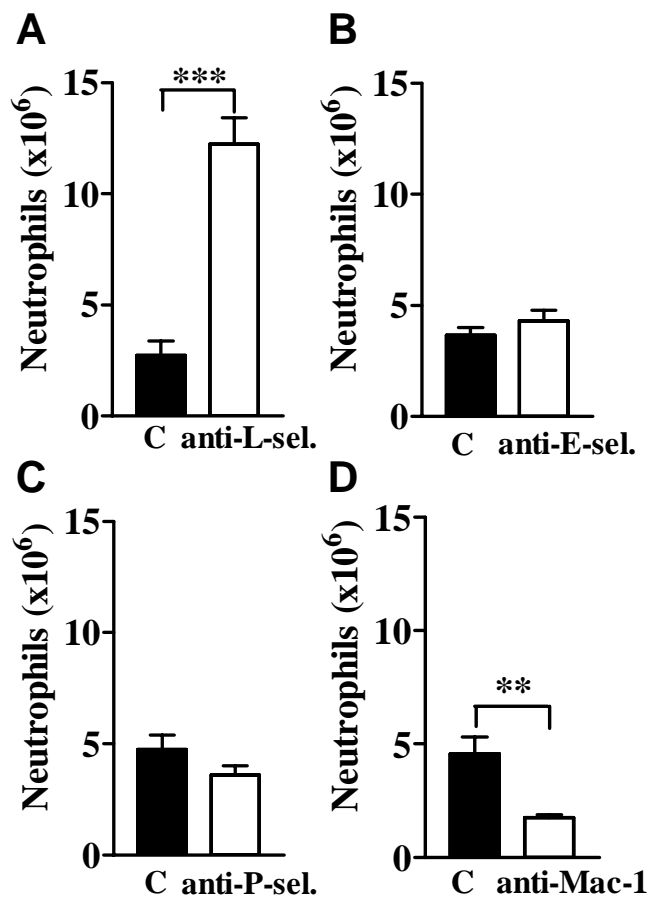 A
Neutrophils (x10⁶)
15
10
5
0
***
C anti-L-sel.
B
Neutrophils (x10⁶)
15
10
5
0
C anti-E-sel.
C
Neutrophils (x10⁶)
15
10
5
0
C anti-P-sel.
D
Neutrophils (x10⁶)
15
10
5
0
**
C anti-Mac-1